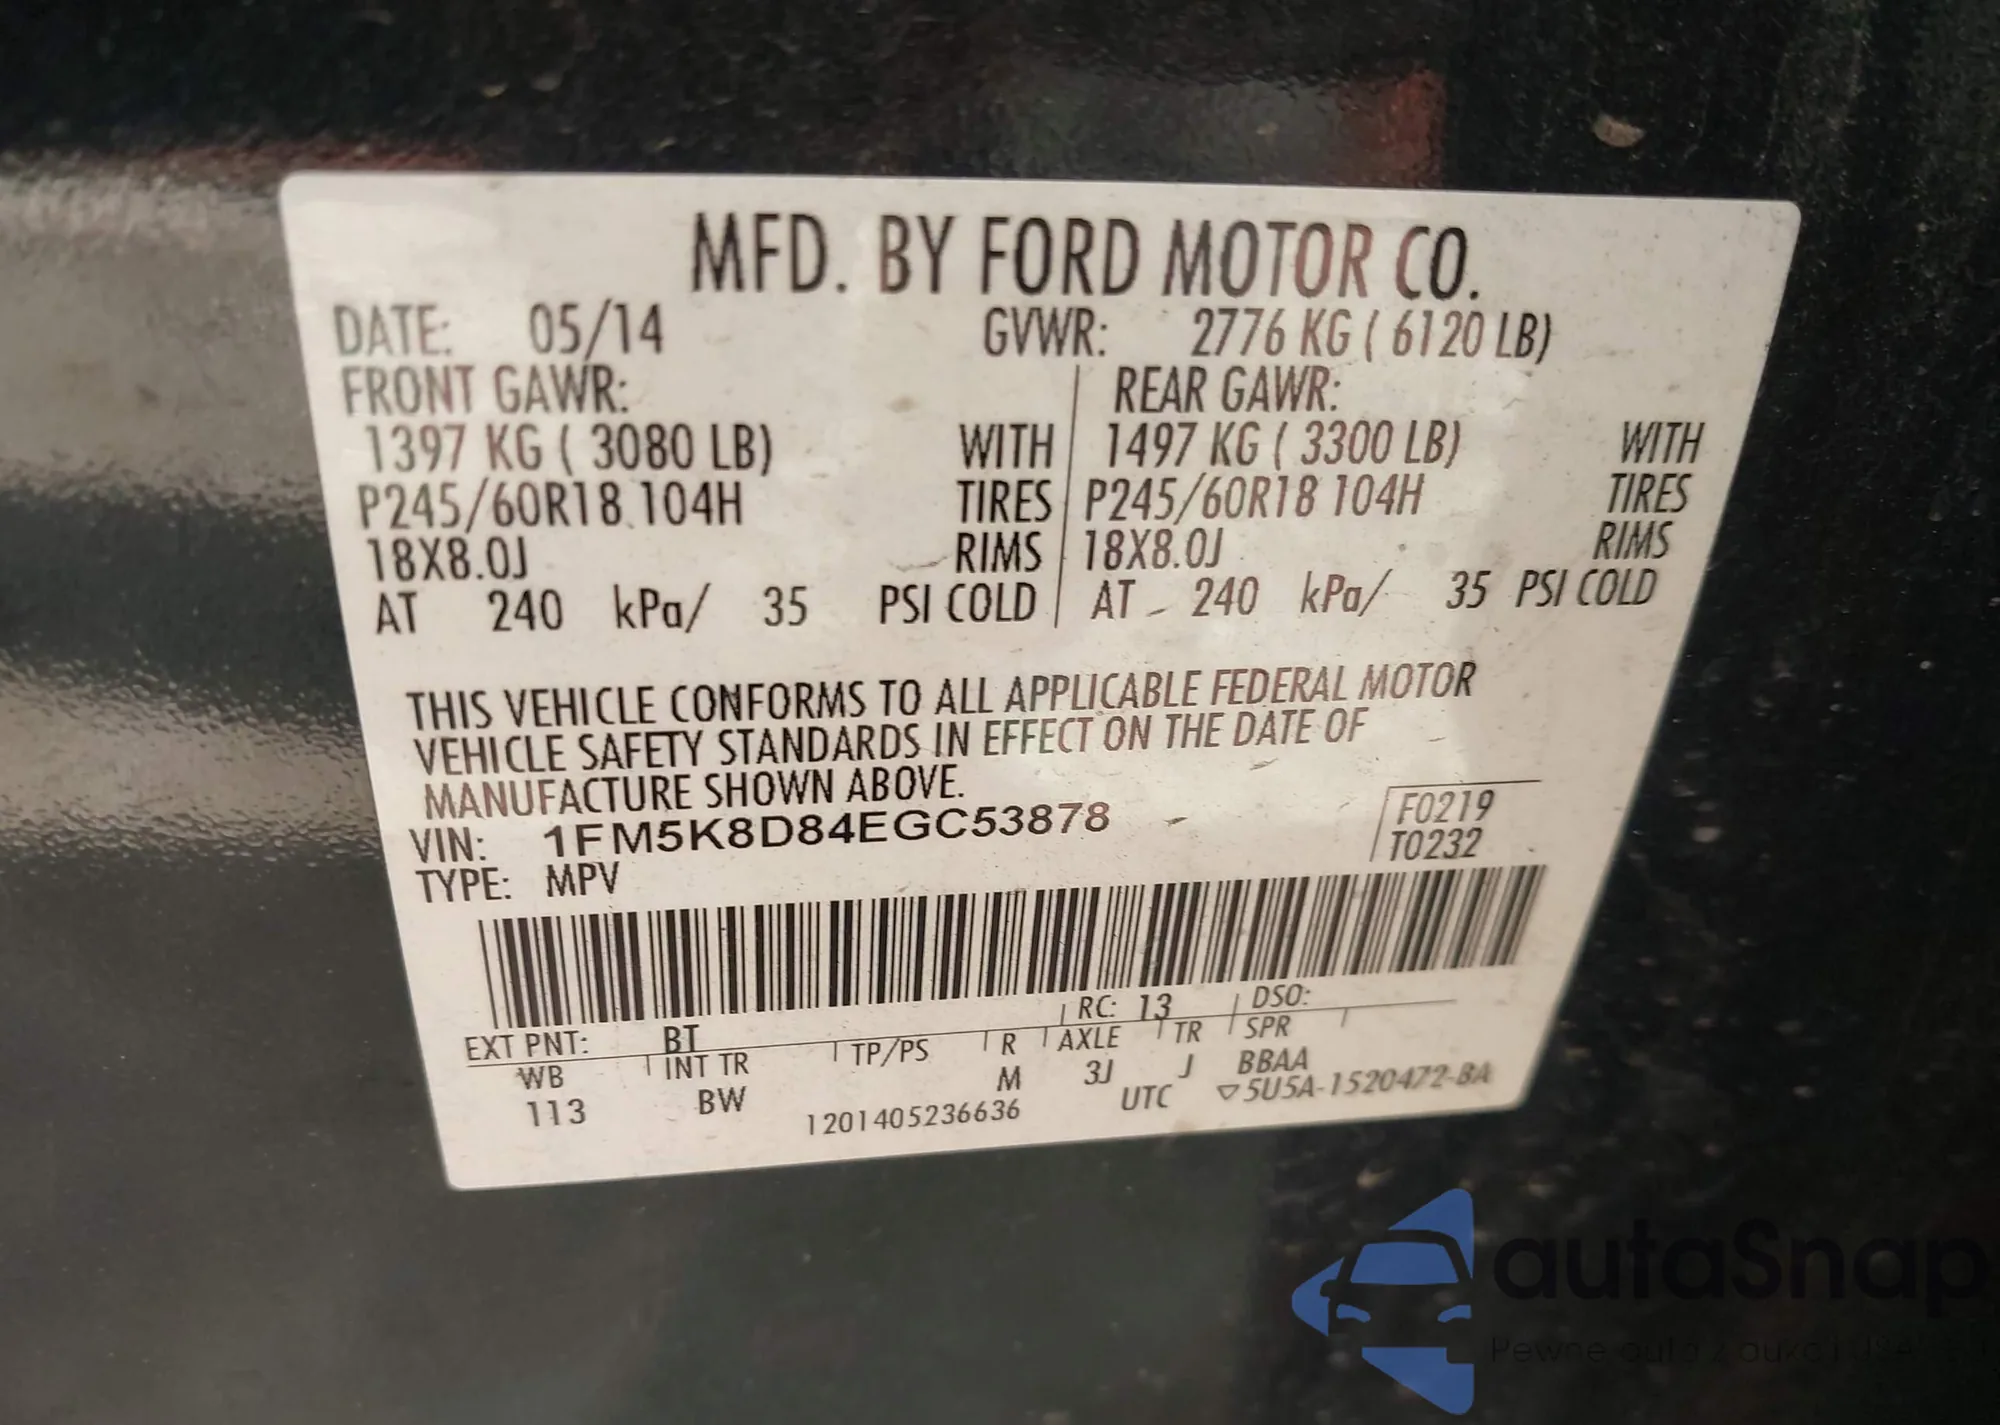 MFD. BY FORD MOTOR CO.
DATE: 05/14 GVWR: 2776 KG ( 6120 LB)
FRONT GAWR: REAR GAWR:
1397 KG ( 3080 LB) WITH 1497 KG ( 3300 LB) WITH
P245/60R18 104H TIRES P245/60R18 104H TIRES
18X8.0J RIMS 18X8.0J RIMS
AT 240 kPa/ 35 PSI COLD AT 240 kPa/ 35 PSI COLD
THIS VEHICLE CONFORMS TO ALL APPLICABLE FEDERAL MOTOR
VEHICLE SAFETY STANDARDS IN EFFECT ON THE DATE OF
MANUFACTURE SHOWN ABOVE.
VIN: 1FM5K8D84EGC53878
TYPE: MPV
F0219
T0232
EXT PNT: BT RC: 13 DSO:
WB INT TR TP/PS R AXLE TR SPR
113 BW M 3J J BBAA
1201405236636 UTC ▽5U5A-1520472-BA
autaSnap
Pewne auta z